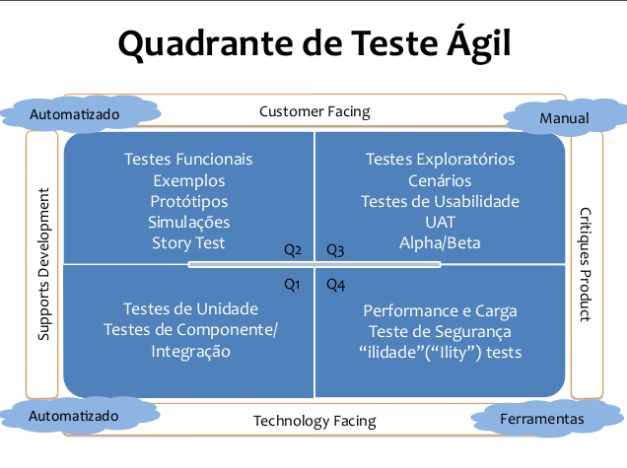 Quadrante de Teste Ágil
Automatizado
Customer Facing
Manual
Supports Development
Testes Funcionais
Exemplos
Protótipos
Simulações
Story Test
Q2
Testes Exploratórios
Cenários
Testes de Usabilidade
UAT
Alpha/Beta
Q3
Critiques Product
Q1
Testes de Unidade
Testes de Componente/
Integração
Q4
Performance e Carga
Teste de Segurança
“ilidade”(“Ility”) tests
Automatizado
Technology Facing
Ferramentas